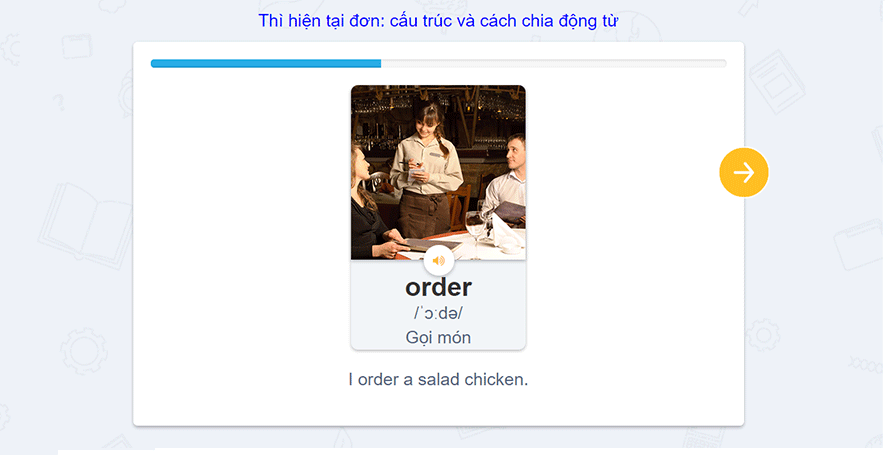 Thì hiện tại đơn: cấu trúc và cách chia động từ
order
/ˈɔːdə/
Gọi món
I order a salad chicken.